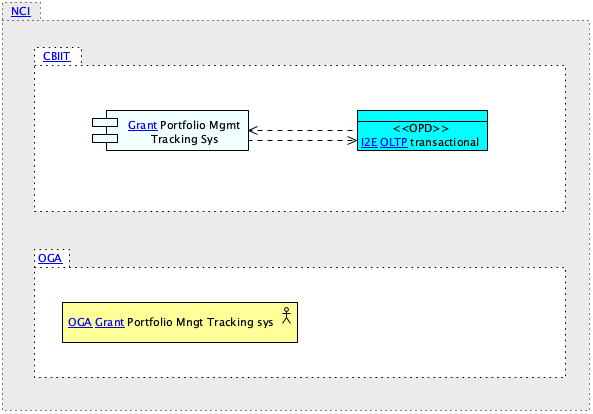 NCI
CBIIT
Grant Portfolio Mgmt
Tracking Sys
<<OPD>>
I2E OLTP transactional
OGA
OGA Grant Portfolio Mngt Tracking sys